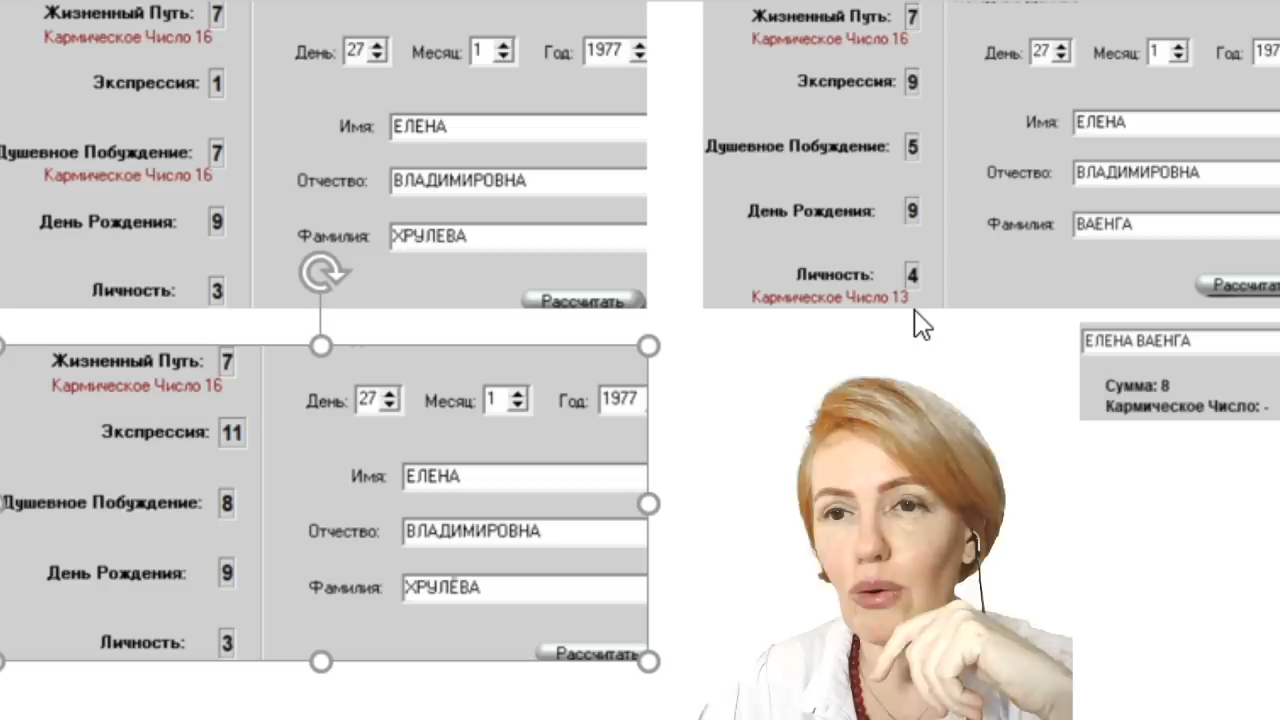 Жизненный Путь: 7
Кармическое Число 16
Экспрессия: 1
Душевное Побуждение: 7
Кармическое Число 16
День Рождения: 9
Личность: 3
День: 27 Месяц: 1 Год: 1977
Имя: ЕЛЕНА
Отчество: ВЛАДИМИРОВНА
Фамилия: ХРУЛЕВА
Рассчитать
Жизненный Путь: 7
Кармическое Число 16
Экспрессия: 9
Душевное Побуждение: 5
День Рождения: 9
Личность: 4
Кармическое Число 13
День: 27 Месяц: 1 Год: 197
Имя: ЕЛЕНА
Отчество: ВЛАДИМИРОВНА
Фамилия: ВАЕНГА
Рассчитат
Жизненный Путь: 7
Кармическое Число 16
Экспрессия: 11
Душевное Побуждение: 8
День Рождения: 9
Личность: 3
День: 27 Месяц: 1 Год: 1977
Имя: ЕЛЕНА
Отчество: ВЛАДИМИРОВНА
Фамилия: ХРУЛЁВА
Рассчитать
ЕЛЕНА ВАЕНГА
Сумма: 8
Кармическое Число: -